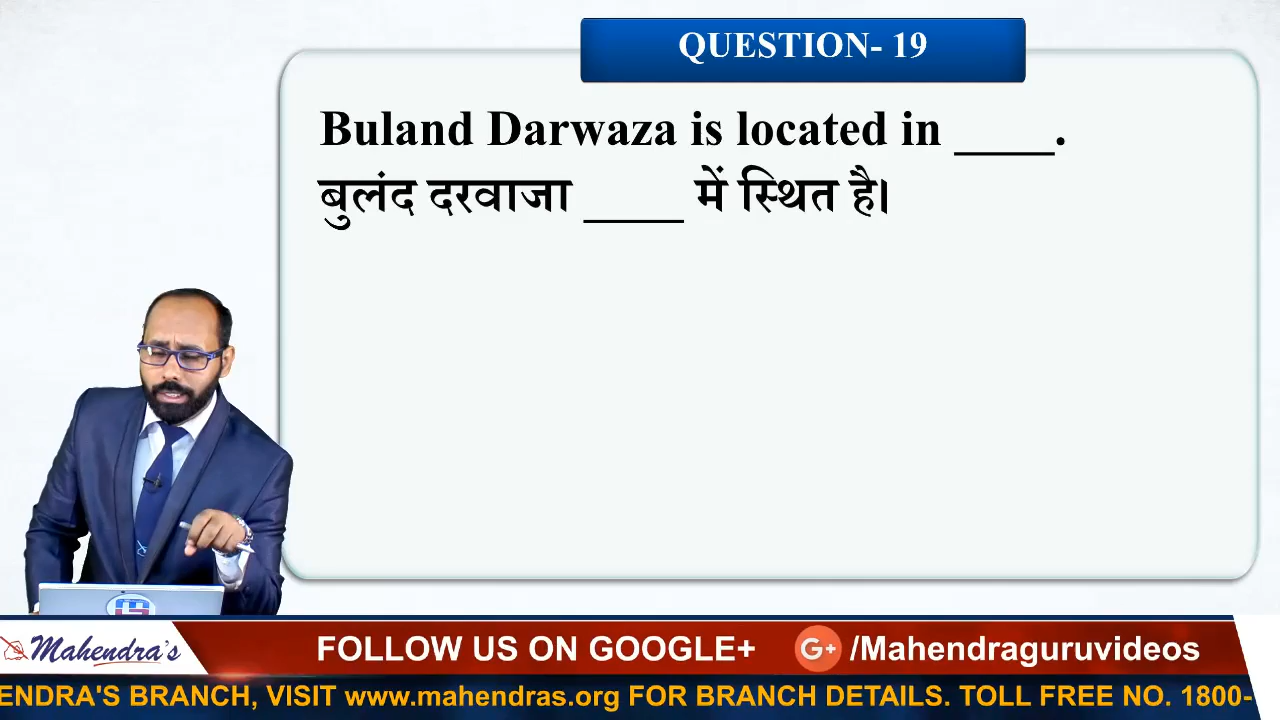 QUESTION- 19
Buland Darwaza is located in ____.
बुलंद दरवाजा ____ में स्थित है।
Mahendra's
FOLLOW US ON GOOGLE+
G+ /Mahendraguruvideos
ENDRA'S BRANCH, VISIT www.mahendras.org FOR BRANCH DETAILS. TOLL FREE NO. 1800-